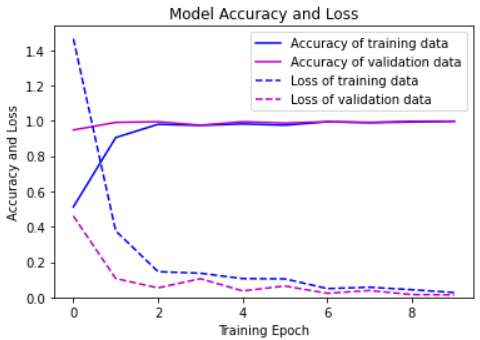 Model Accuracy and Loss
Accuracy of training data
Accuracy of validation data
Loss of training data
Loss of validation data
Accuracy and Loss
1.4
1.2
1.0
0.8
0.6
0.4
0.2
0.0
0 2 4 6 8
Training Epoch